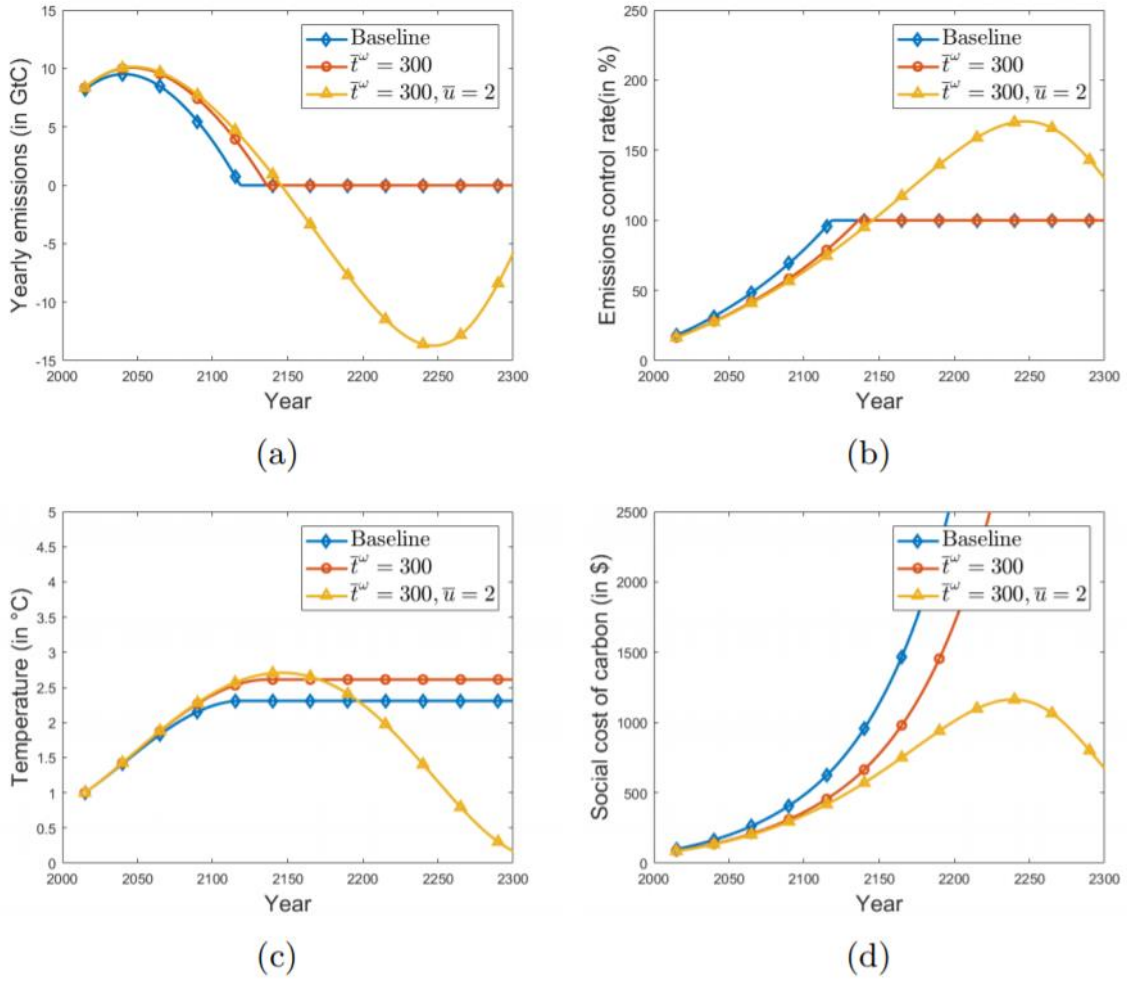 Yearly emissions (in GtC)
15
10
5
0
-5
-10
-15
2000 2050 2100 2150 2200 2250 2300
Year
Baseline
t̅^ω = 300
t̅^ω = 300, u̅ = 2
(a)
Emissions control rate(in %)
250
200
150
100
50
0
2000 2050 2100 2150 2200 2250 2300
Year
Baseline
t̅^ω = 300
t̅^ω = 300, u̅ = 2
(b)
Temperature (in °C)
5
4.5
4
3.5
3
2.5
2
1.5
1
0.5
0
2000 2050 2100 2150 2200 2250 2300
Year
Baseline
t̅^ω = 300
t̅^ω = 300, u̅ = 2
(c)
Social cost of carbon (in $)
2500
2000
1500
1000
500
0
2000 2050 2100 2150 2200 2250 2300
Year
Baseline
t̅^ω = 300
t̅^ω = 300, u̅ = 2
(d)